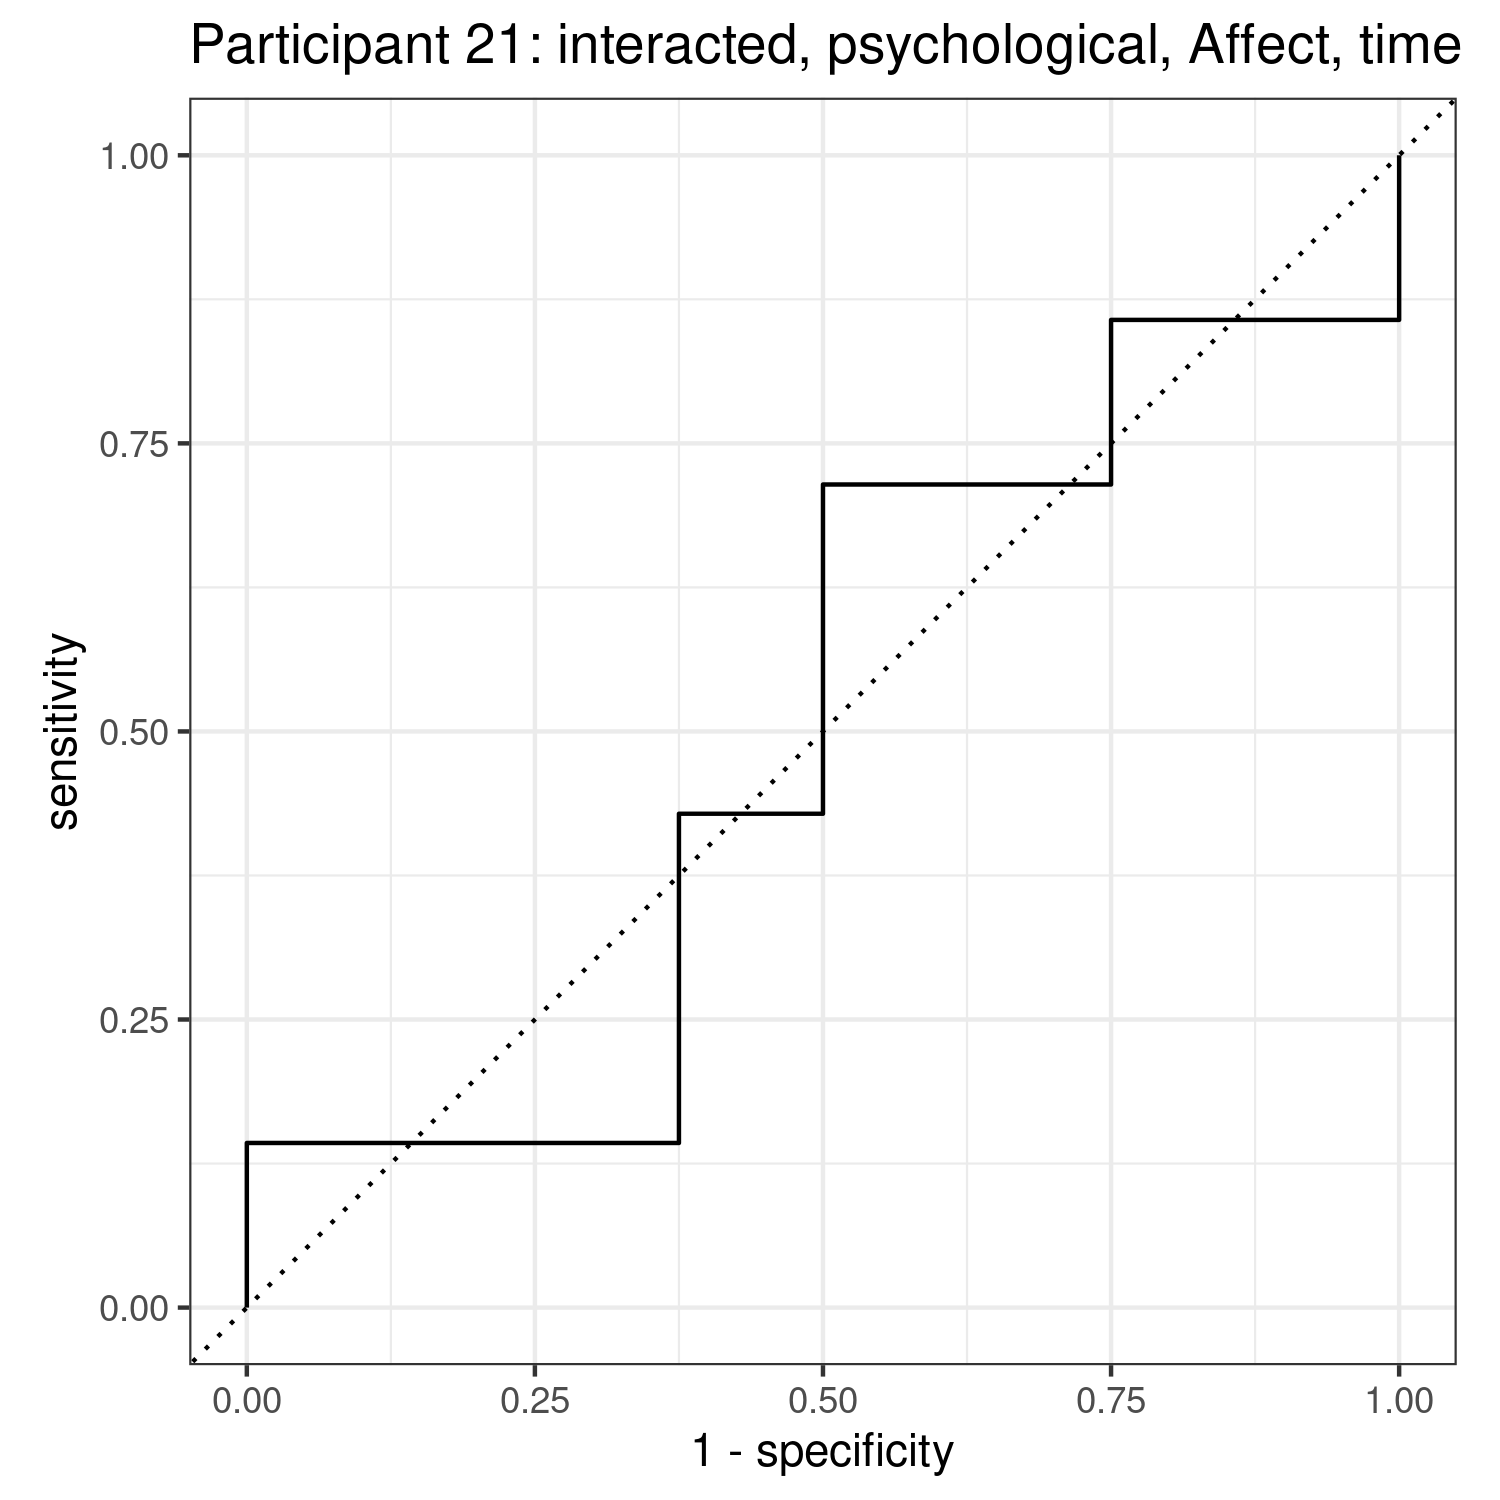 Participant 21: interacted, psychological, Affect, time
1.00
0.75
0.50
0.25
0.00
sensitivity
0.00 0.25 0.50 0.75 1.00
1 - specificity